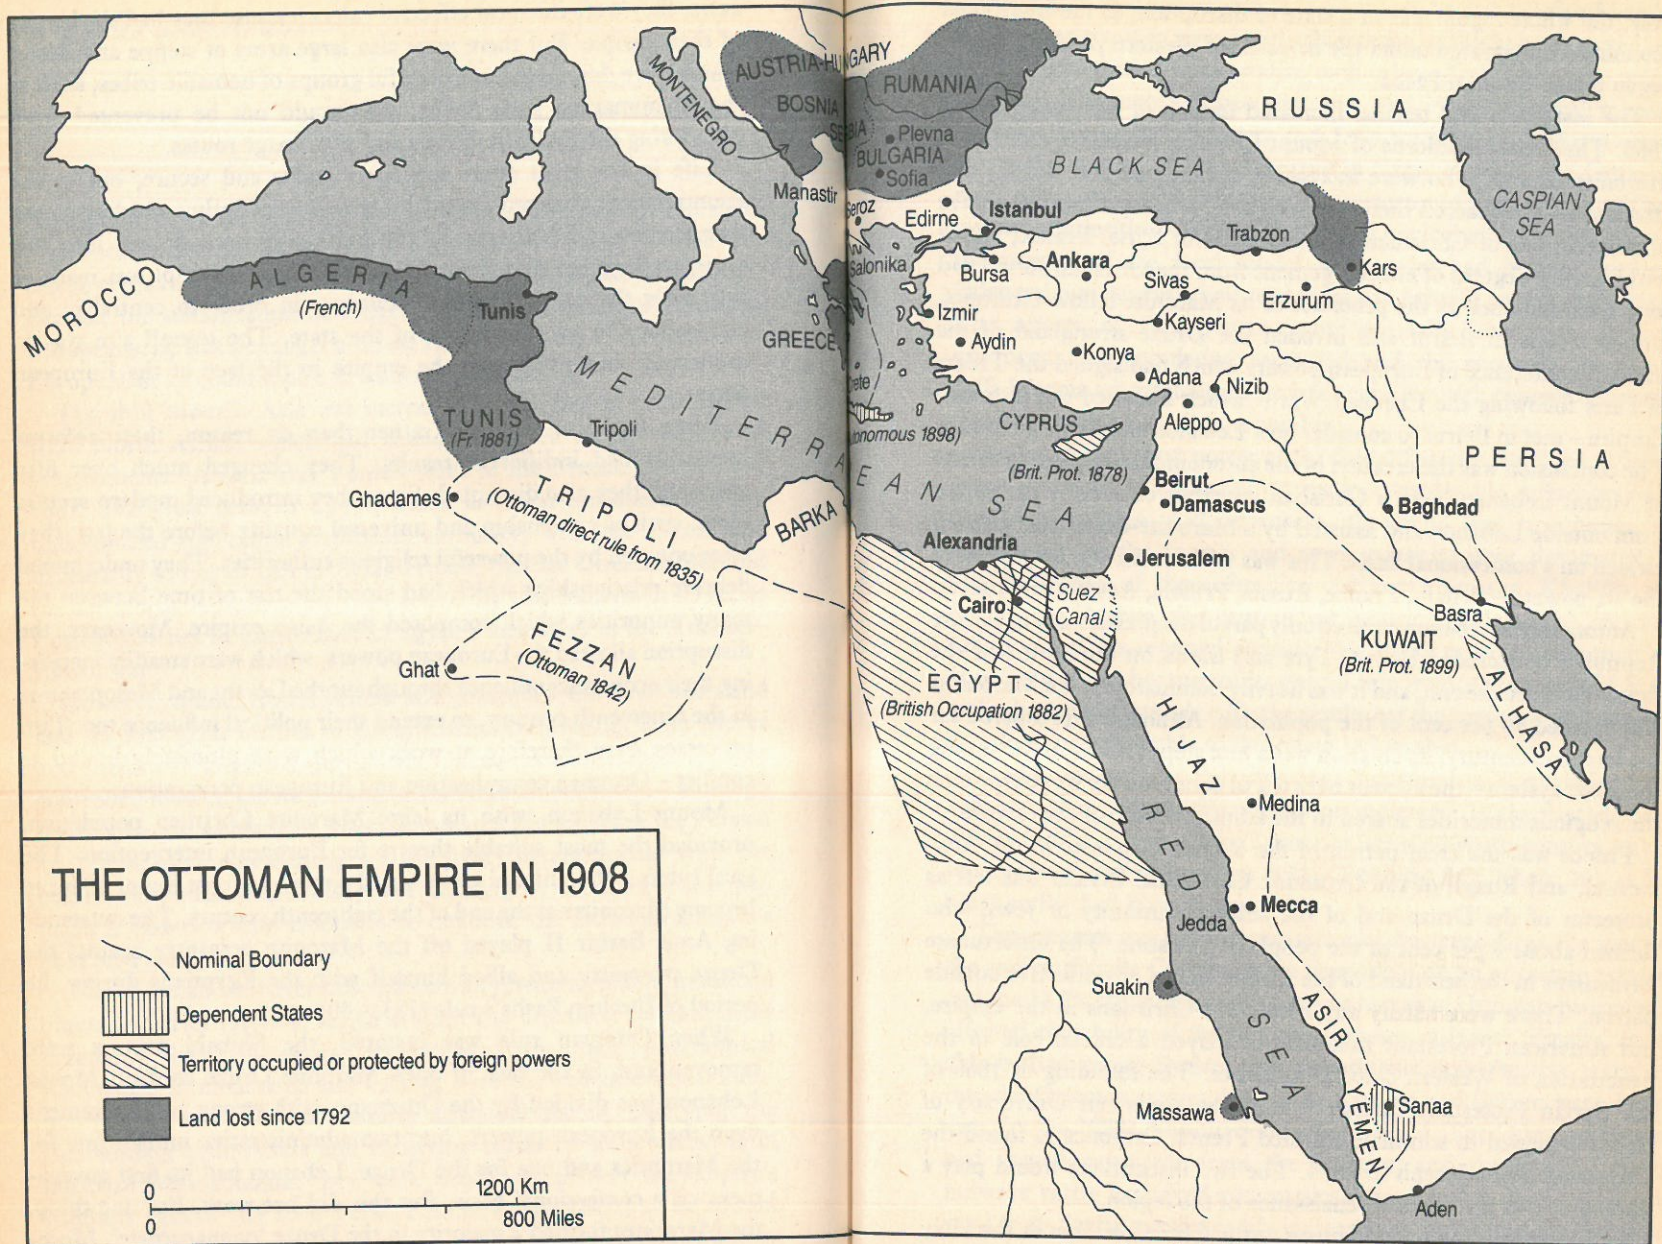 AUSTRIA-HUNGARY
MONTENEGRO
BOSNIA
RUMANIA
RUSSIA
Plevna
BULGARIA
Sofia
BLACK SEA
CASPIAN
SEA
Manastir
Edirne
Istanbul
Trabzon
MOROCCO
ALGERIA
(French)
Tunis
Salonika
Bursa
Ankara
Sivas
Erzurum
Kars
Izmir
Kayseri
GREECE
Aydin
Konya
Adana
Nizib
MEDITERRANEAN SEA
TUNIS
(Fr. 1881)
Tripoli
CYPRUS
(Brit. Prot. 1878)
Aleppo
PERSIA
1898)
Beirut
Damascus
Baghdad
Ghadames
TRIPOLI
(Ottoman direct rule from 1835)
BARKA
Alexandria
Jerusalem
Cairo
Suez
Canal
Basra
KUWAIT
(Brit. Prot. 1899)
FEZZAN
(Ottoman 1842)
Ghat
EGYPT
(British Occupation 1882)
HIJAZ
AL HASA
Medina
RED SEA
Mecca
Jedda
Suakin
ASIR
YEMEN
Sanaa
Massawa
Aden
THE OTTOMAN EMPIRE IN 1908
Nominal Boundary
Dependent States
Territory occupied or protected by foreign powers
Land lost since 1792
0 1200 Km
0 800 Miles